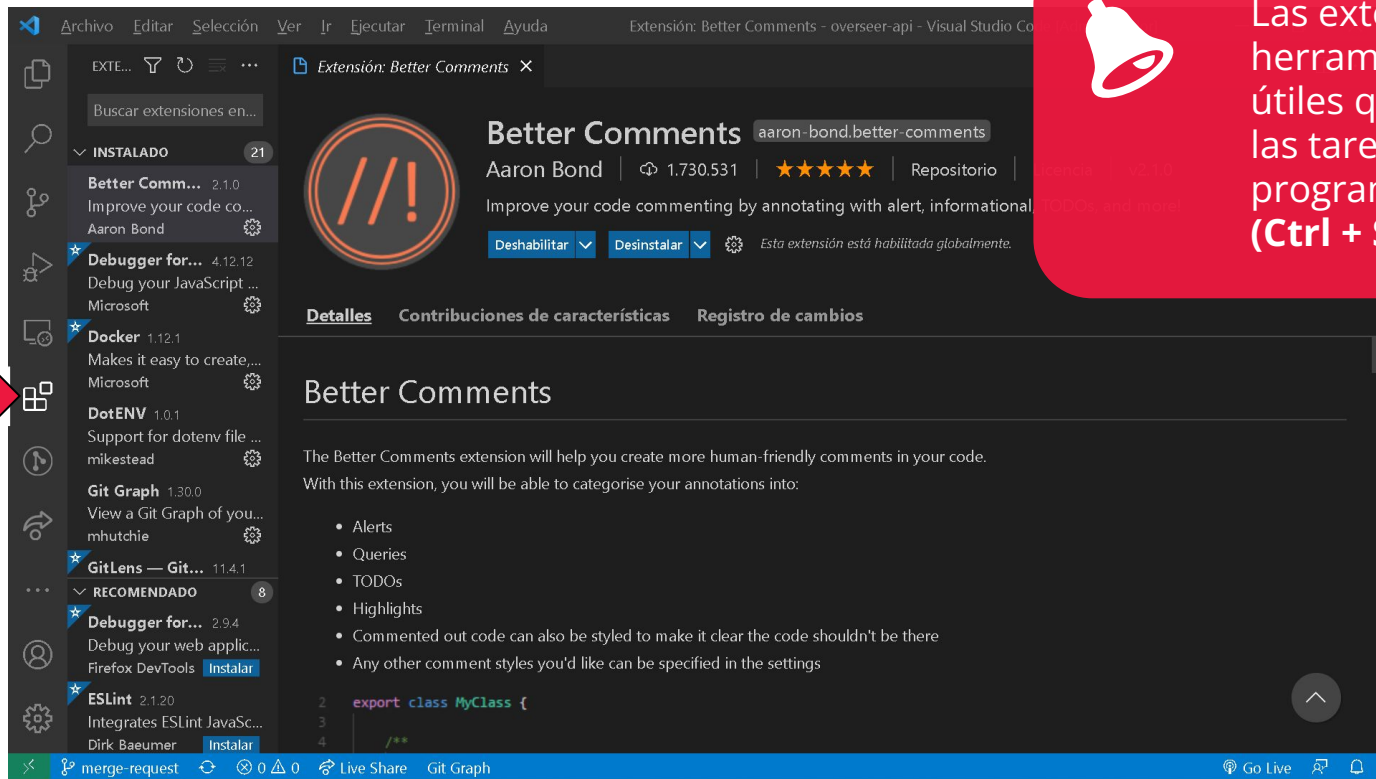 Archivo Editar Selección Ver Ir Ejecutar Terminal Ayuda Extensión: Better Comments - overseer-api - Visual Studio
EXTE...
Buscar extensiones en...
INSTALADO 21
Better Comm... 2.1.0
Improve your code co...
Aaron Bond
Debugger for... 4.12.12
Debug your JavaScript ...
Microsoft
Docker 1.12.1
Makes it easy to create,...
Microsoft
DotENV 1.0.1
Support for dotenv file ...
mikestead
Git Graph 1.30.0
View a Git Graph of you...
mhutchie
GitLens — Git... 11.4.1
RECOMENDADO 8
Debugger for... 2.9.4
Debug your web applic...
Firefox DevTools Instalar
ESLint 2.1.20
Integrates ESLint JavaSc...
Dirk Baeumer Instalar
Extensión: Better Comments
Better Comments aaron-bond.better-comments
Aaron Bond 1.730.531 Repositorio Licencia v2.1.0
Improve your code commenting by annotating with alert, informational, TODOs, and more!
Deshabilitar Desinstalar Esta extensión está habilitada globalmente.
Detalles Contribuciones de características Registro de cambios
Better Comments
The Better Comments extension will help you create more human-friendly comments in your code.
With this extension, you will be able to categorise your annotations into:
• Alerts
• Queries
• TODOs
• Highlights
• Commented out code can also be styled to make it clear the code shouldn't be there
• Any other comment styles you'd like can be specified in the settings
2 export class MyClass {
3
4 /**
Las
útiles
las
(Ctrl +
merge-request 0 0 Live Share Git Graph Go Live